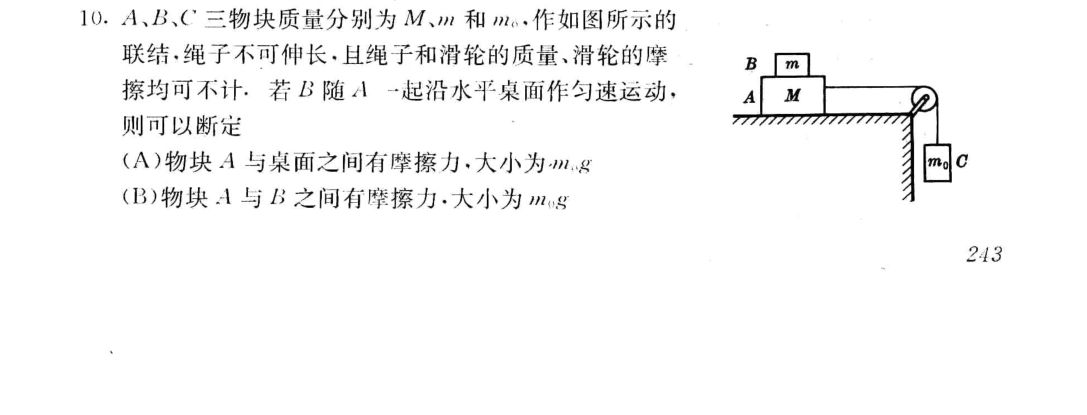 10. A、B、C 三物块质量分别为 M、m 和 m₀,作如图所示的
联结.绳子不可伸长,且绳子和滑轮的质量、滑轮的摩
擦均可不计. 若 B 随 A 一起沿水平桌面作匀速运动,
则可以断定
(A)物块 A 与桌面之间有摩擦力,大小为 m₀g
(B)物块 A 与 B 之间有摩擦力,大小为 m₀g
B m
A M
m₀ C
243